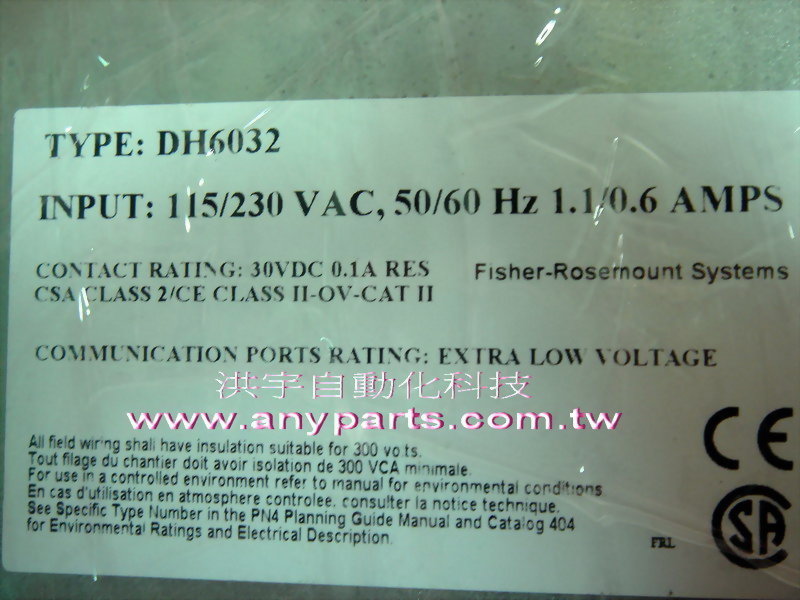 TYPE: DH6032
INPUT: 115/230 VAC, 50/60 Hz 1.1/0.6 AMPS
CONTACT RATING: 30VDC 0.1A RES
CSA CLASS 2/CE CLASS II-OV-CAT II
Fisher-Rosemount Systems
COMMUNICATION PORTS RATING: EXTRA LOW VOLTAGE
洪宇自動化科技
www.anyparts.com.tw
All field wiring shall have insulation suitable for 300 volts.
Tout filage du chantier doit avoir isolation de 300 VCA minimale.
For use in a controlled environment refer to manual for environmental conditions
En cas d'utilisation en atmosphere controlee, consulter la notice technique.
See Specific Type Number in the PN4 Planning Guide Manual and Catalog 404
for Environmental Ratings and Electrical Description.
CE
SA
FRL